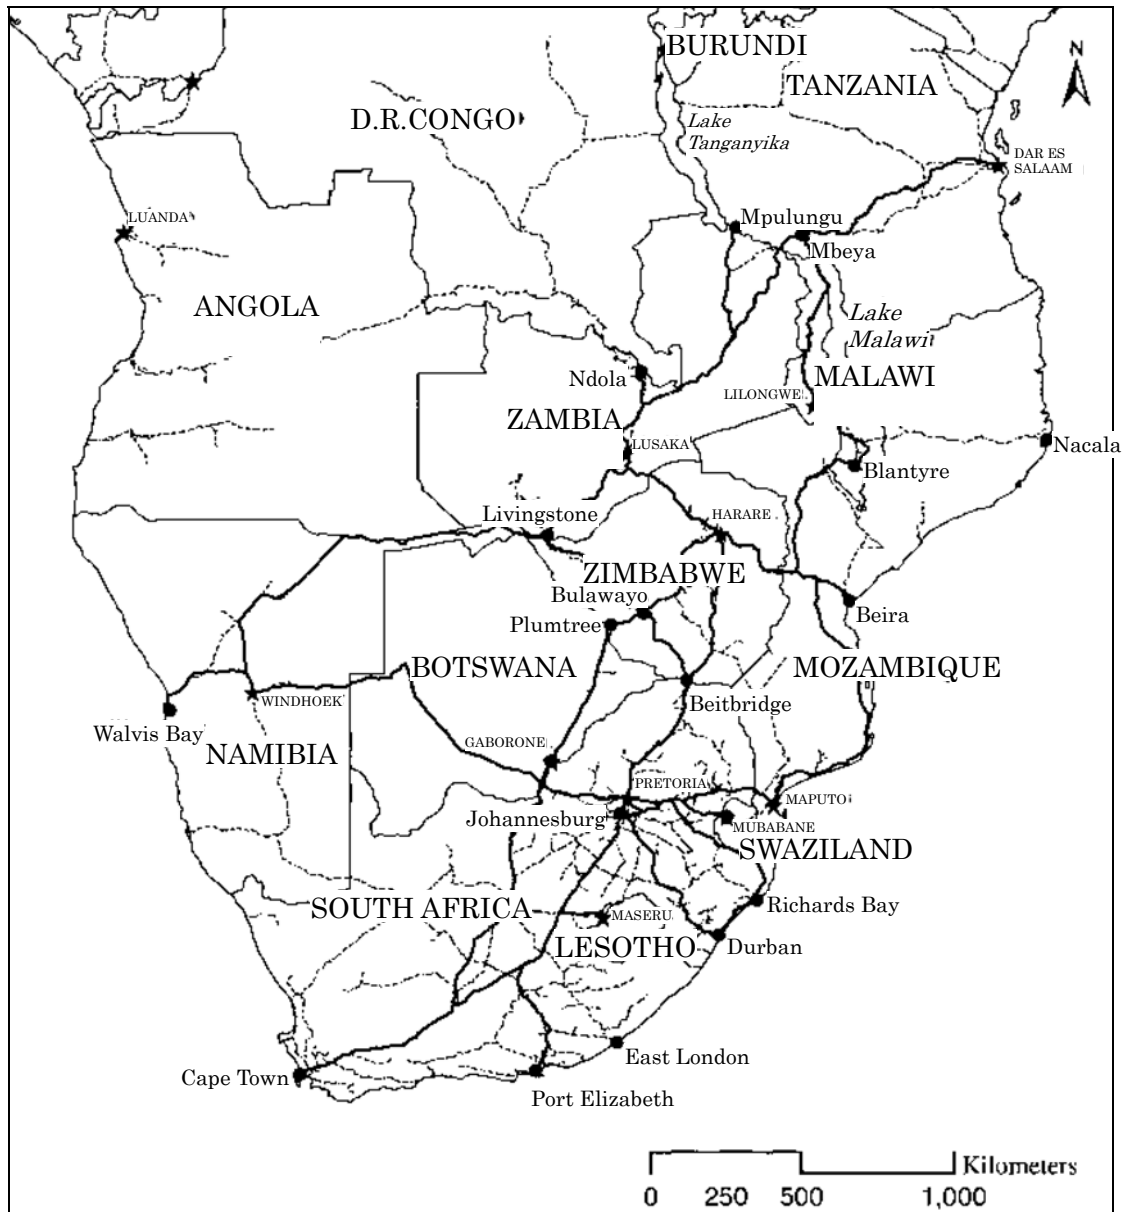 BURUNDI
N
TANZANIA
D.R.CONGO
Lake
Tanganyika
DAR ES
SALAAM
LUANDA
Mpulungu
Mbeya
ANGOLA
Lake
Malawi
Ndola
MALAWI
LILONGWE
ZAMBIA
LUSAKA
Nacala
Blantyre
Livingstone
HARARE
ZIMBABWE
Bulawayo
Plumtree
Beira
BOTSWANA
MOZAMBIQUE
Beitbridge
WINDHOEK
Walvis Bay
NAMIBIA
GABORONE
PRETORIA
MAPUTO
Johannesburg
MUBABANE
SWAZILAND
SOUTH AFRICA
MASERU
Richards Bay
LESOTHO
Durban
East London
Cape Town
Port Elizabeth
Kilometers
0 250 500 1,000